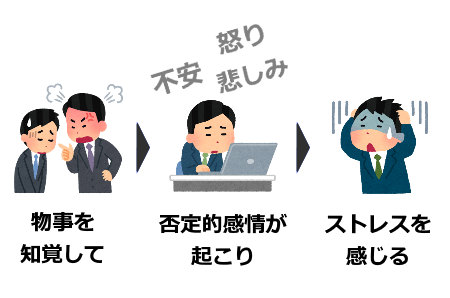 怒り
不安
悲しみ
物事を
知覚して
否定的感情が
起こり
ストレスを
感じる